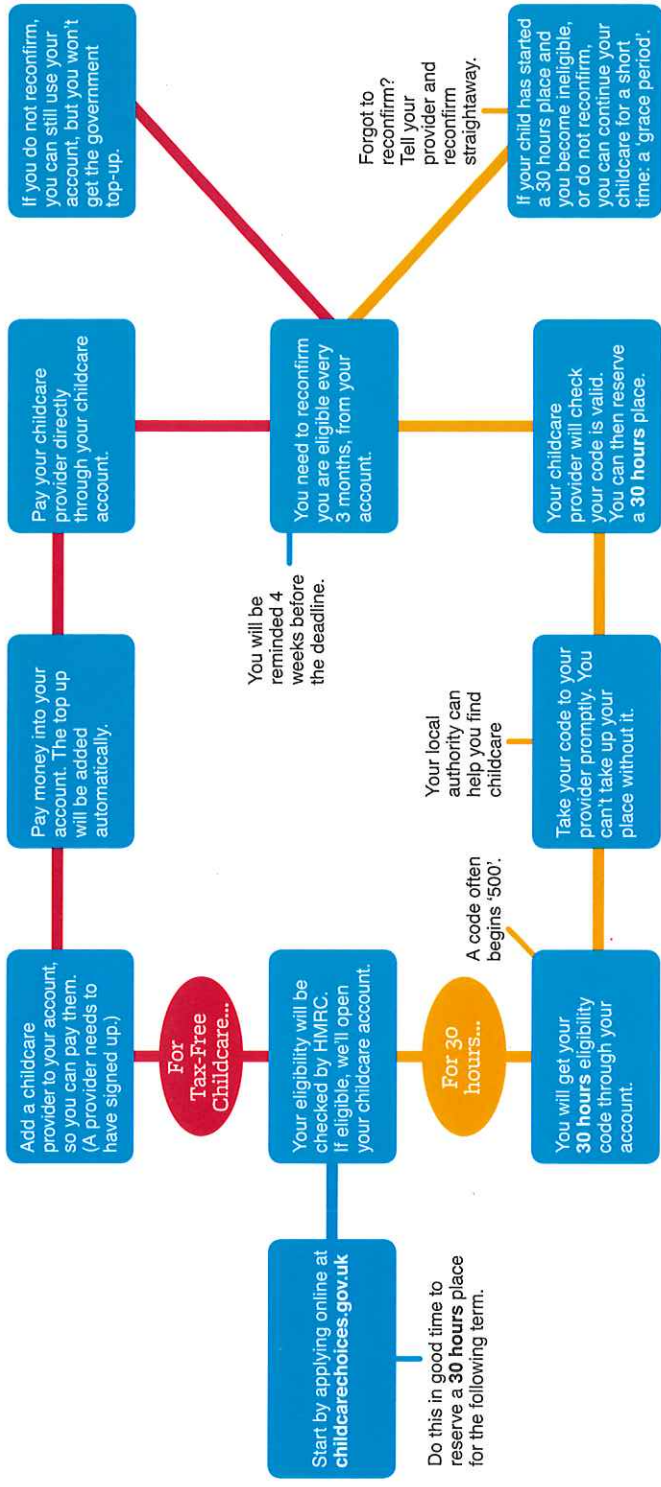 Start by applying online at
childcarechoices.gov.uk
Do this in good time to
reserve a 30 hours place
for the following term.
Your eligibility will be
checked by HMRC.
If eligible, we'll open
your childcare account.
For
Tax-Free
Childcare...
Add a childcare
provider to your account,
so you can pay them.
(A provider needs to
have signed up.)
Pay money into your
account. The top up
will be added
automatically.
Pay your childcare
provider directly
through your childcare
account.
For 30
hours...
You will get your
30 hours eligibility
code through your
account.
A code often
begins '500'.
Take your code to your
provider promptly. You
can't take up your
place without it.
Your local
authority can
help you find
childcare
Your childcare
provider will check
your code is valid.
You can then reserve
a 30 hours place.
You need to reconfirm
you are eligible every
3 months, from your
account.
You will be
reminded 4
weeks before
the deadline.
If you do not reconfirm,
you can still use your
account, but you won't
get the government
top-up.
Forgot to
reconfirm?
Tell your
provider and
reconfirm
straightaway.
If your child has started
a 30 hours place and
you become ineligible,
or do not reconfirm,
you can continue your
childcare for a short
time: a 'grace period'.